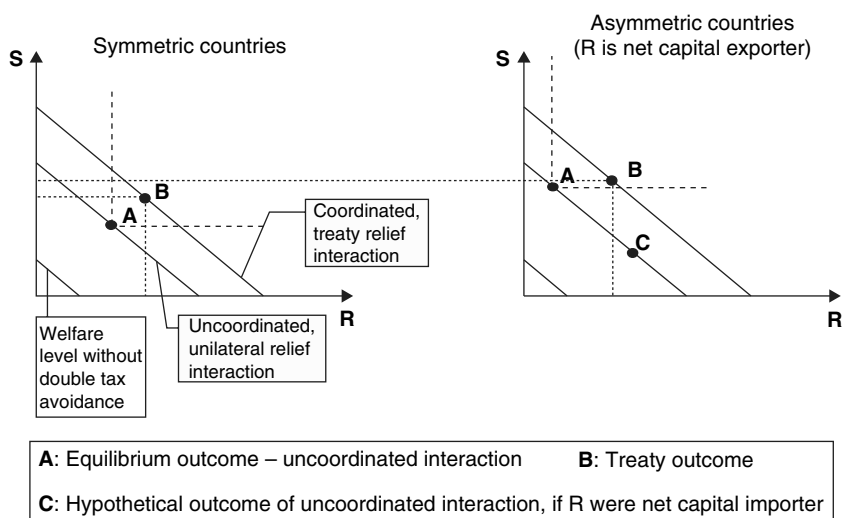 Symmetric countries
Asymmetric countries
(R is net capital exporter)
S
S
A
B
A
B
C
Coordinated,
treaty relief
interaction
R
R
Welfare
level without
double tax
avoidance
Uncoordinated,
unilateral relief
interaction
A: Equilibrium outcome – uncoordinated interaction B: Treaty outcome
C: Hypothetical outcome of uncoordinated interaction, if R were net capital importer